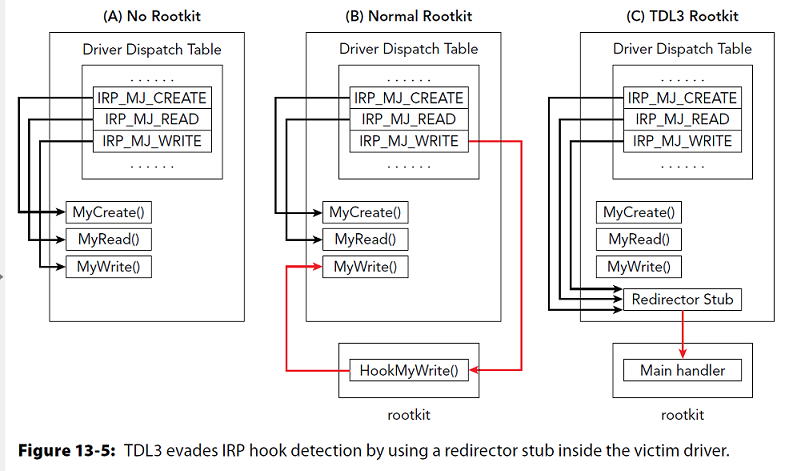 (A) No Rootkit
Driver Dispatch Table
......
IRP_MJ_CREATE
IRP_MJ_READ
IRP_MJ_WRITE
......
MyCreate()
MyRead()
MyWrite()
(B) Normal Rootkit
Driver Dispatch Table
......
IRP_MJ_CREATE
IRP_MJ_READ
IRP_MJ_WRITE
......
MyCreate()
MyRead()
MyWrite()
HookMyWrite()
rootkit
(C) TDL3 Rootkit
Driver Dispatch Table
......
IRP_MJ_CREATE
IRP_MJ_READ
IRP_MJ_WRITE
......
MyCreate()
MyRead()
MyWrite()
Redirector Stub
Main handler
rootkit
Figure 13-5: TDL3 evades IRP hook detection by using a redirector stub inside the victim driver.